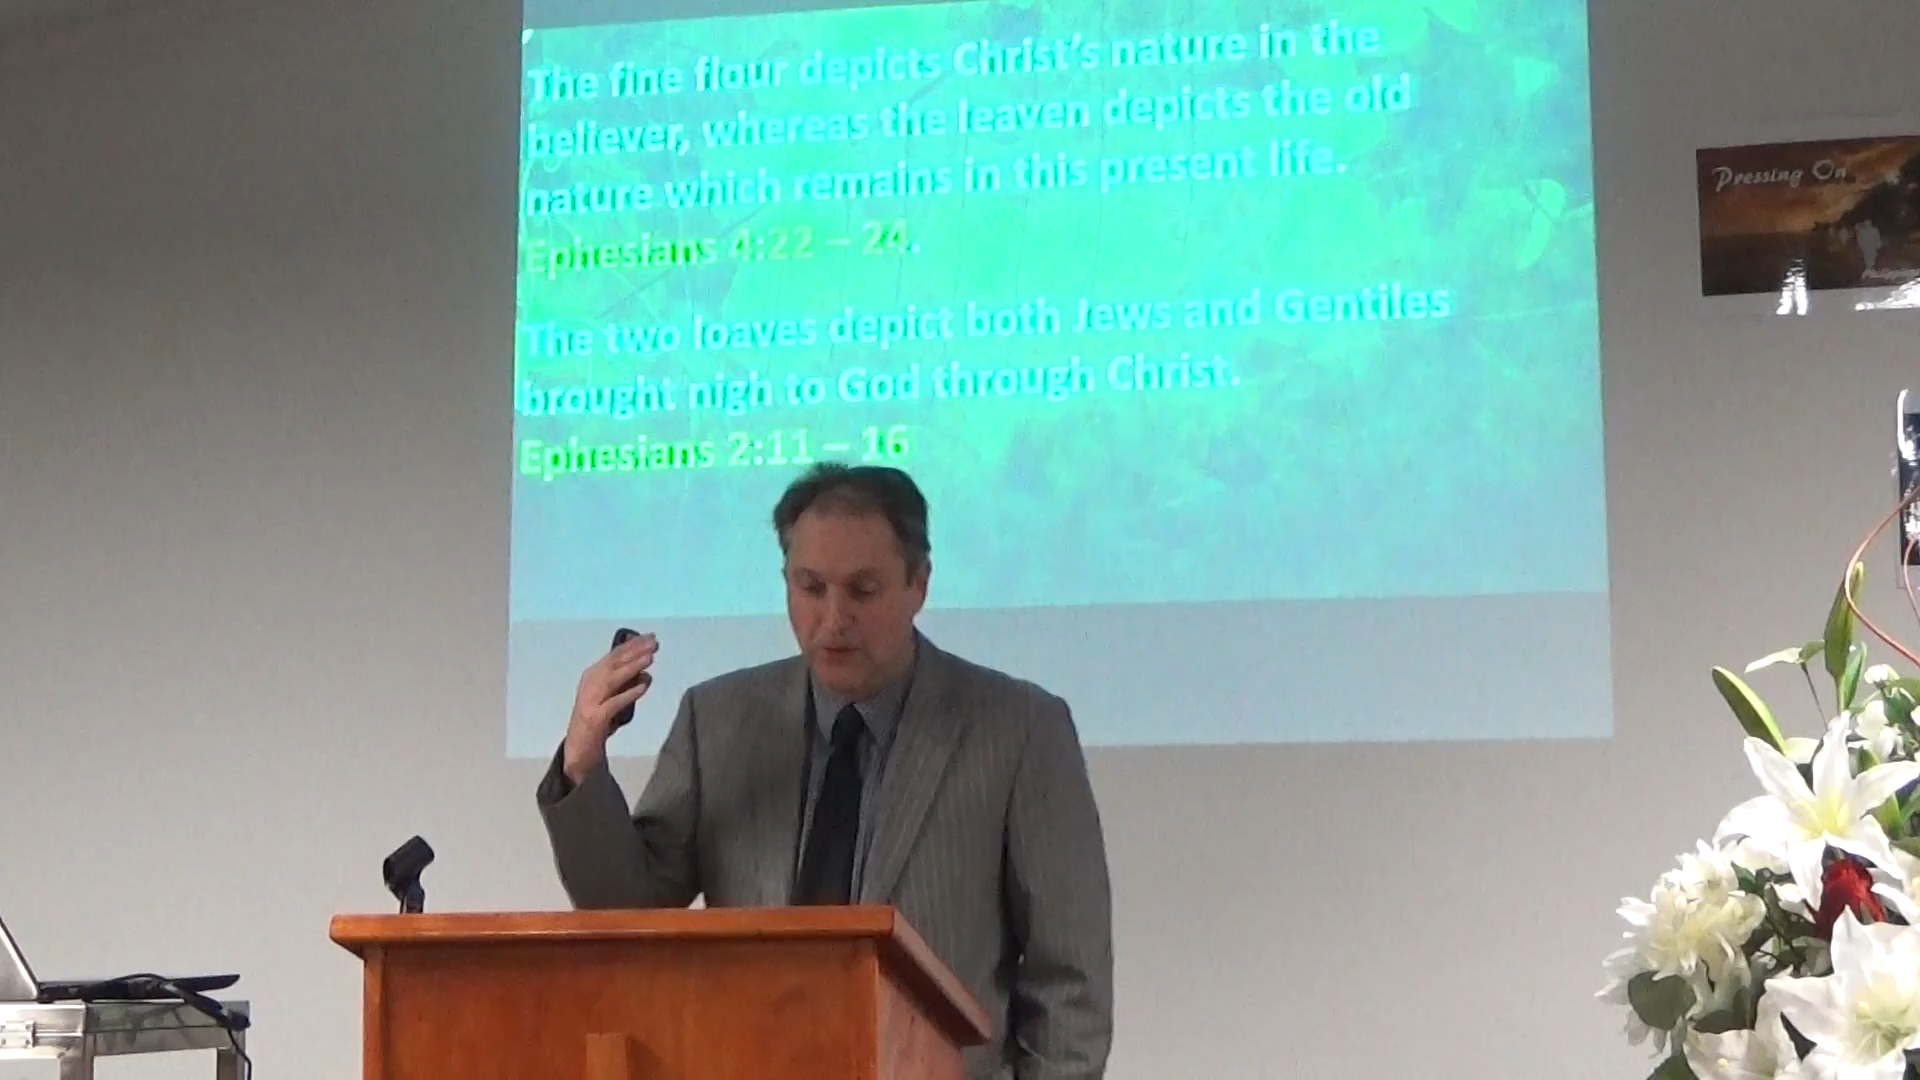 The fine flour depicts Christ's nature in the
believer, whereas the leaven depicts the old
nature which remains in this present life.
Ephesians 4:22 – 24.
The two loaves depict both Jews and Gentiles
brought nigh to God through Christ.
Ephesians 2:11 – 16
Pressing On